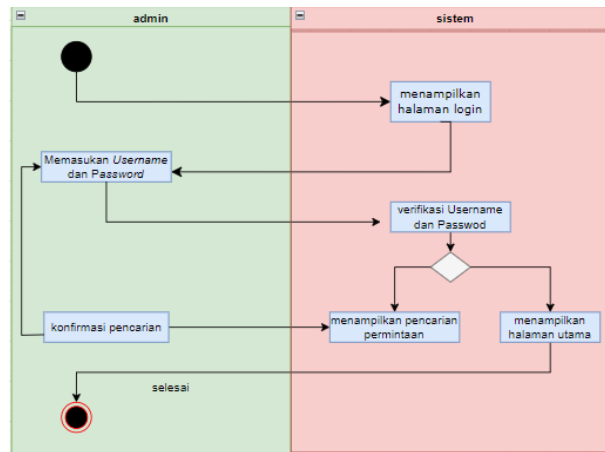 admin
sistem
menampilkan
halaman login
Memasukan Username
dan Password
verifikasi Username
dan Passwod
konfirmasi pencarian
menampilkan pencarian
permintaan
menampilkan
halaman utama
selesai